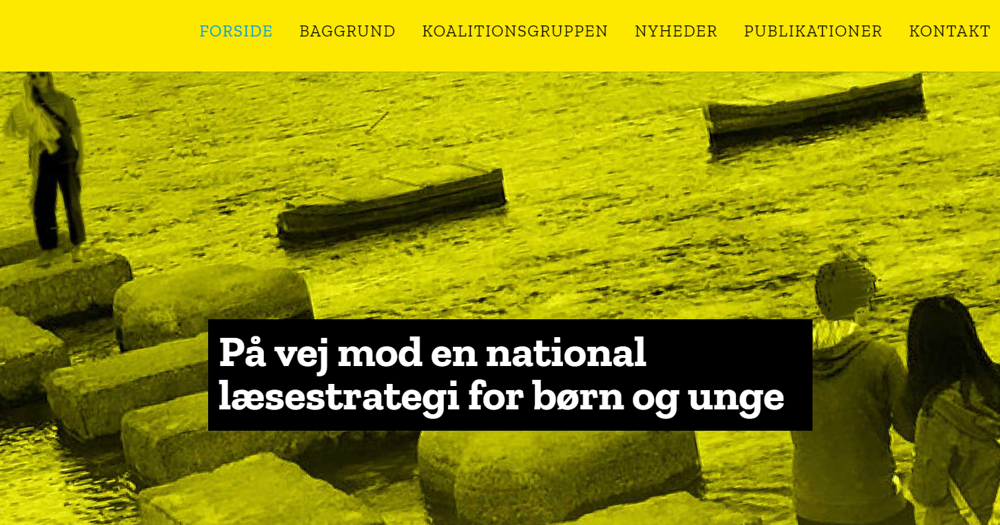 FORSIDE BAGGRUND KOALITIONSGRUPPEN NYHEDER PUBLIKATIONER KONTAKT
På vej mod en national
læsestrategi for børn og unge